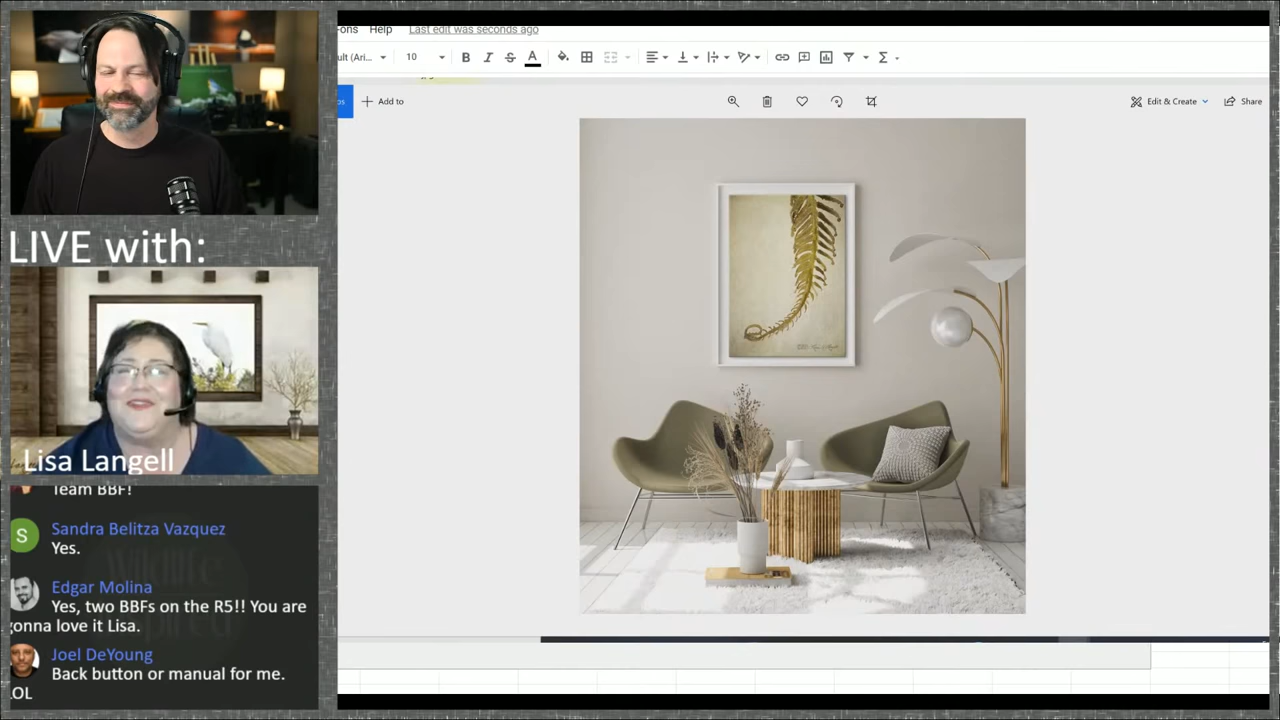 Help
Last edit was seconds ago
10
B
I
S
A
Add to
Edit & Create
Share
LIVE with:
Lisa Langell
Team BBF!
S
Sandra Belitza Vazquez
Yes.
Edgar Molina
Yes, two BBFs on the R5!! You are
gonna love it Lisa.
Joel DeYoung
Back button or manual for me.